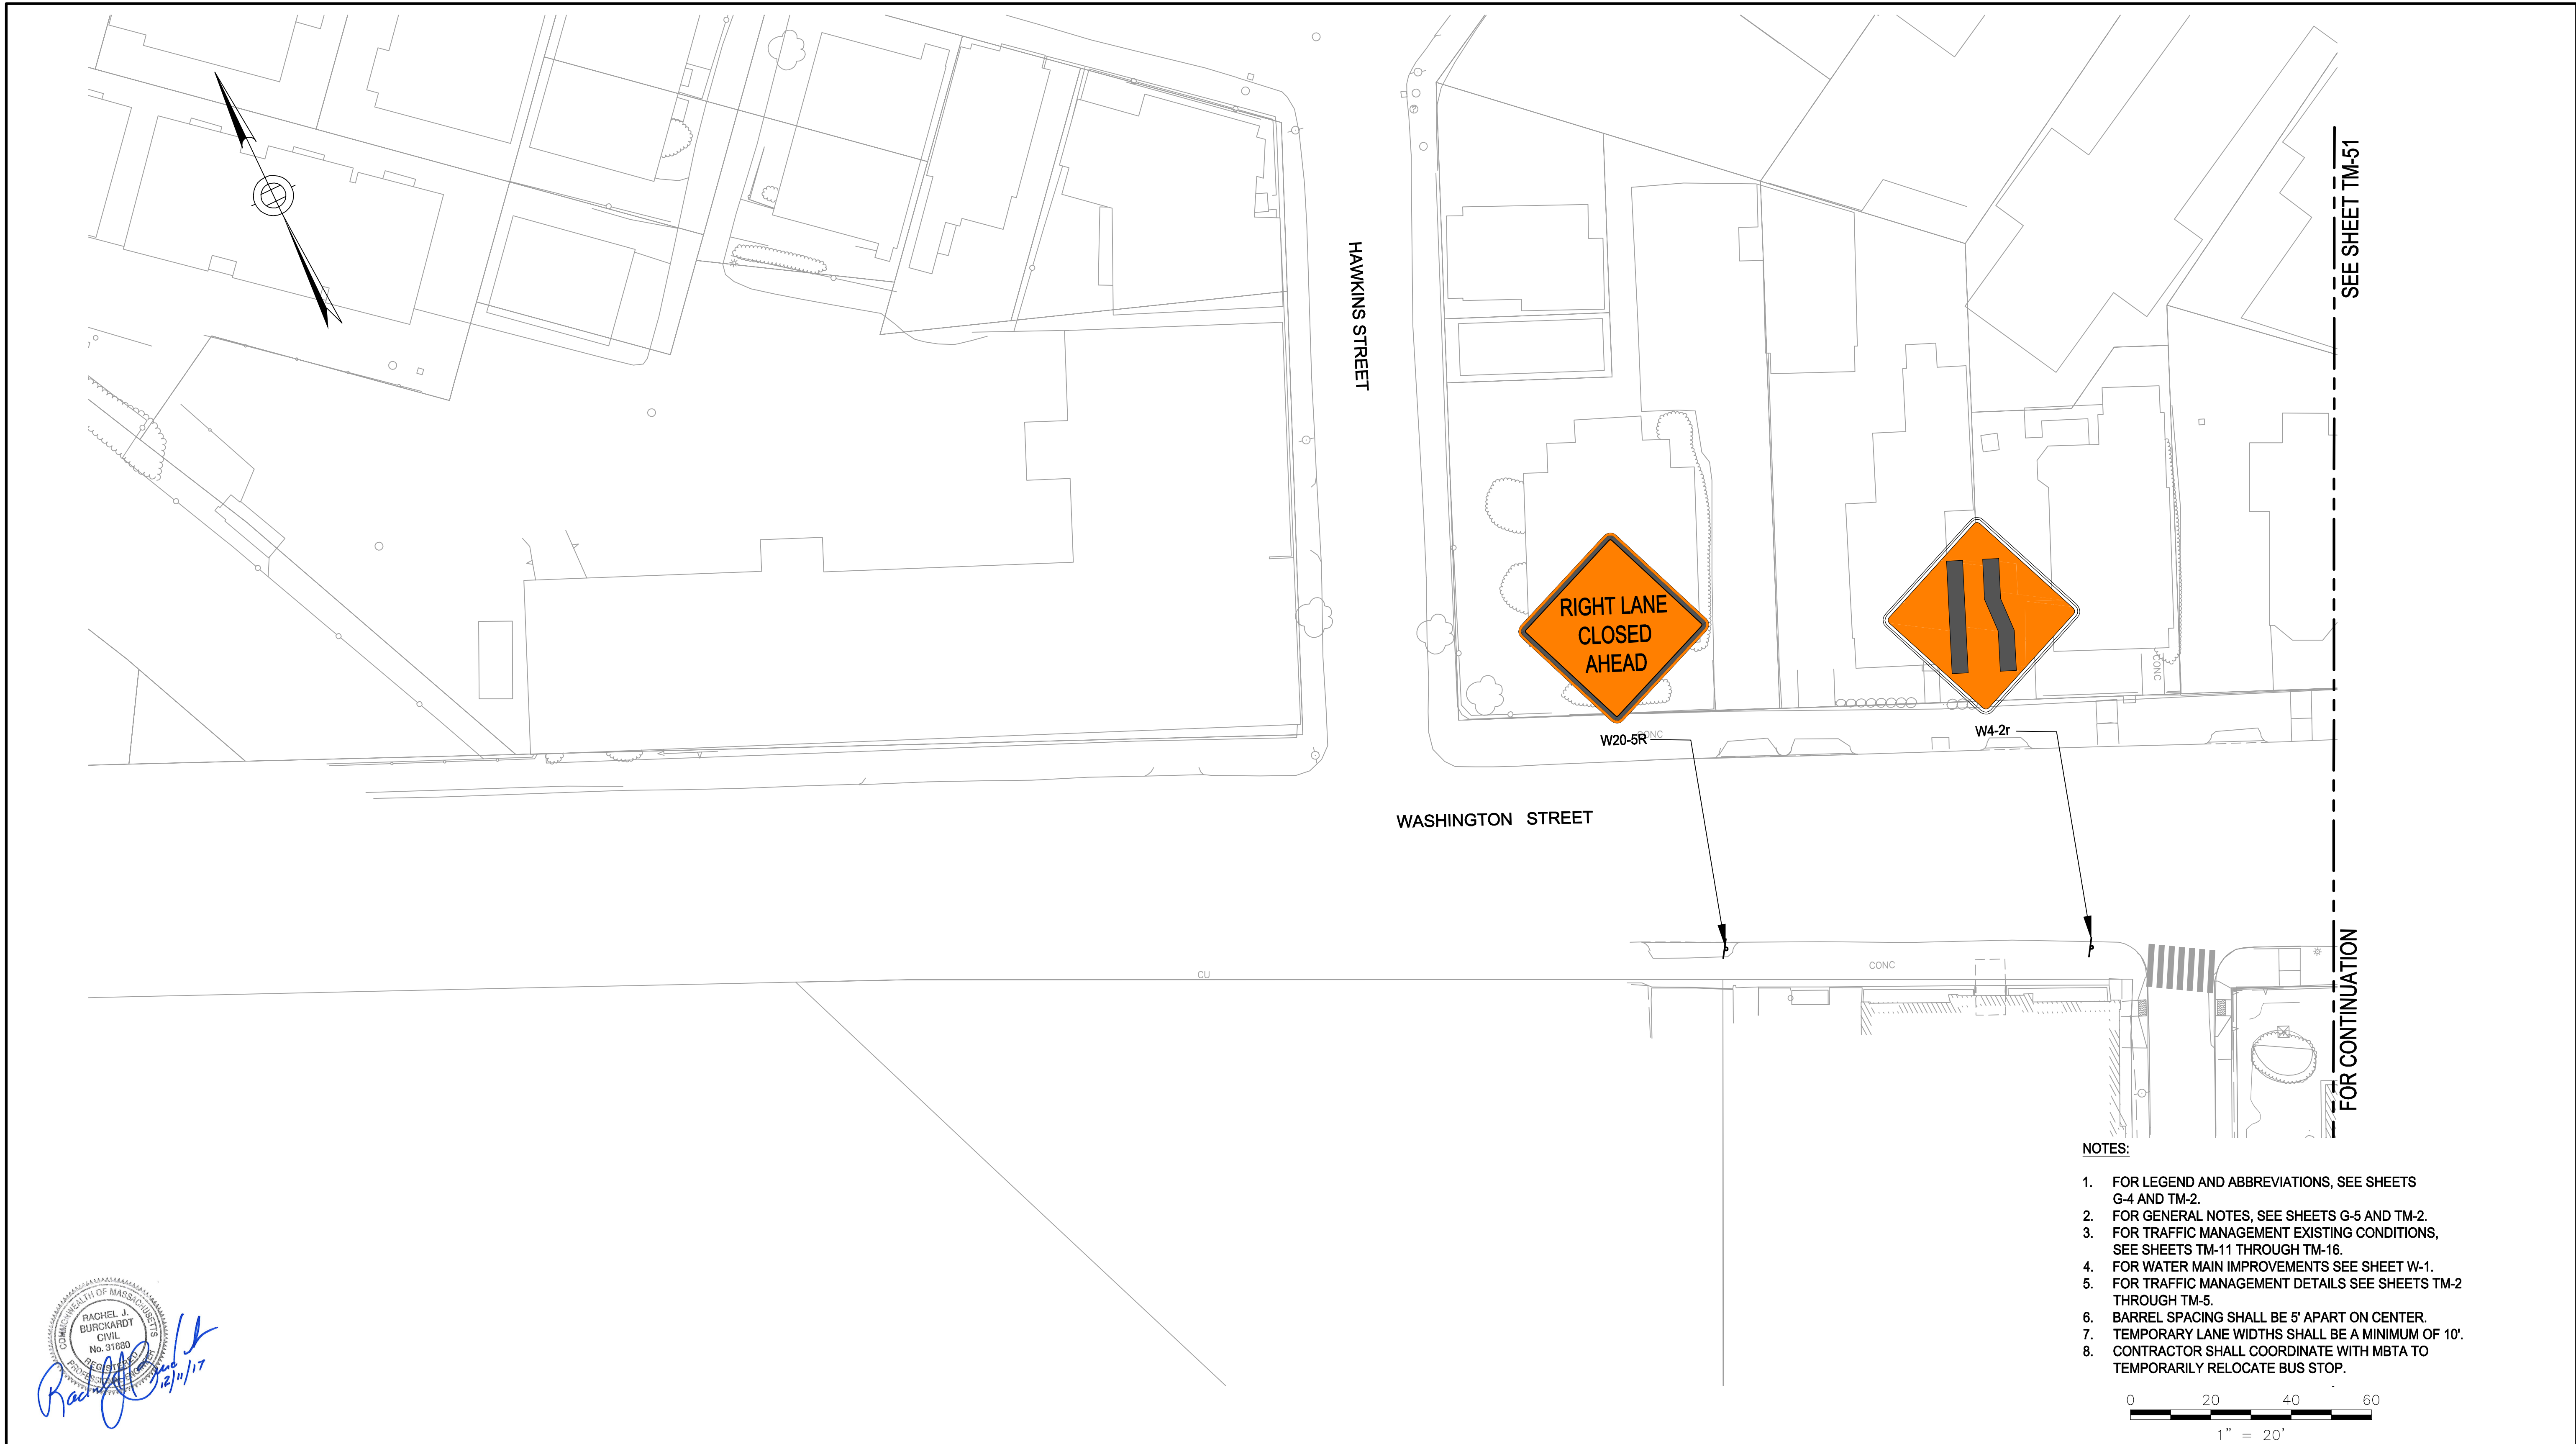 HAWKINS STREET
SEE SHEET TM-51
RIGHT LANE
CLOSED
AHEAD
CONC
W20-5R
CONC
W4-2r
WASHINGTON STREET
CU
CONC
FOR CONTINUATION
NOTES:
1. FOR LEGEND AND ABBREVIATIONS, SEE SHEETS
G-4 AND TM-2.
2. FOR GENERAL NOTES, SEE SHEETS G-5 AND TM-2.
3. FOR TRAFFIC MANAGEMENT EXISTING CONDITIONS,
SEE SHEETS TM-11 THROUGH TM-16.
4. FOR WATER MAIN IMPROVEMENTS SEE SHEET W-1.
5. FOR TRAFFIC MANAGEMENT DETAILS SEE SHEETS TM-2
THROUGH TM-5.
6. BARREL SPACING SHALL BE 5' APART ON CENTER.
7. TEMPORARY LANE WIDTHS SHALL BE A MINIMUM OF 10'.
8. CONTRACTOR SHALL COORDINATE WITH MBTA TO
TEMPORARILY RELOCATE BUS STOP.
0 20 40 60
1" = 20'
COMMONWEALTH OF MASSACHUSETTS
RACHEL J.
BURCKARDT
CIVIL
No. 31880
REGISTERED
PROFESSIONAL ENGINEER
12/11/17